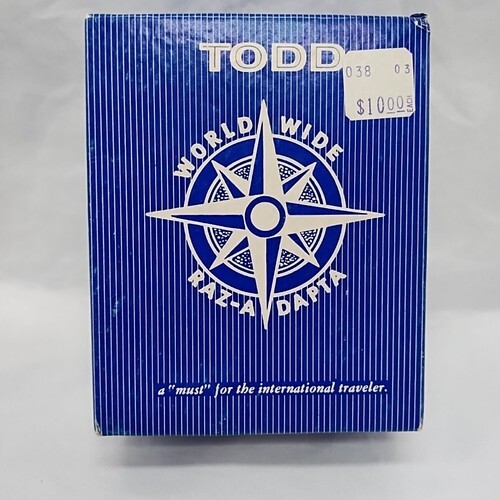 TODD
038 03
$10.00 EACH
WORLD WIDE
RAZ-A DAPTA
a "must" for the international traveler.